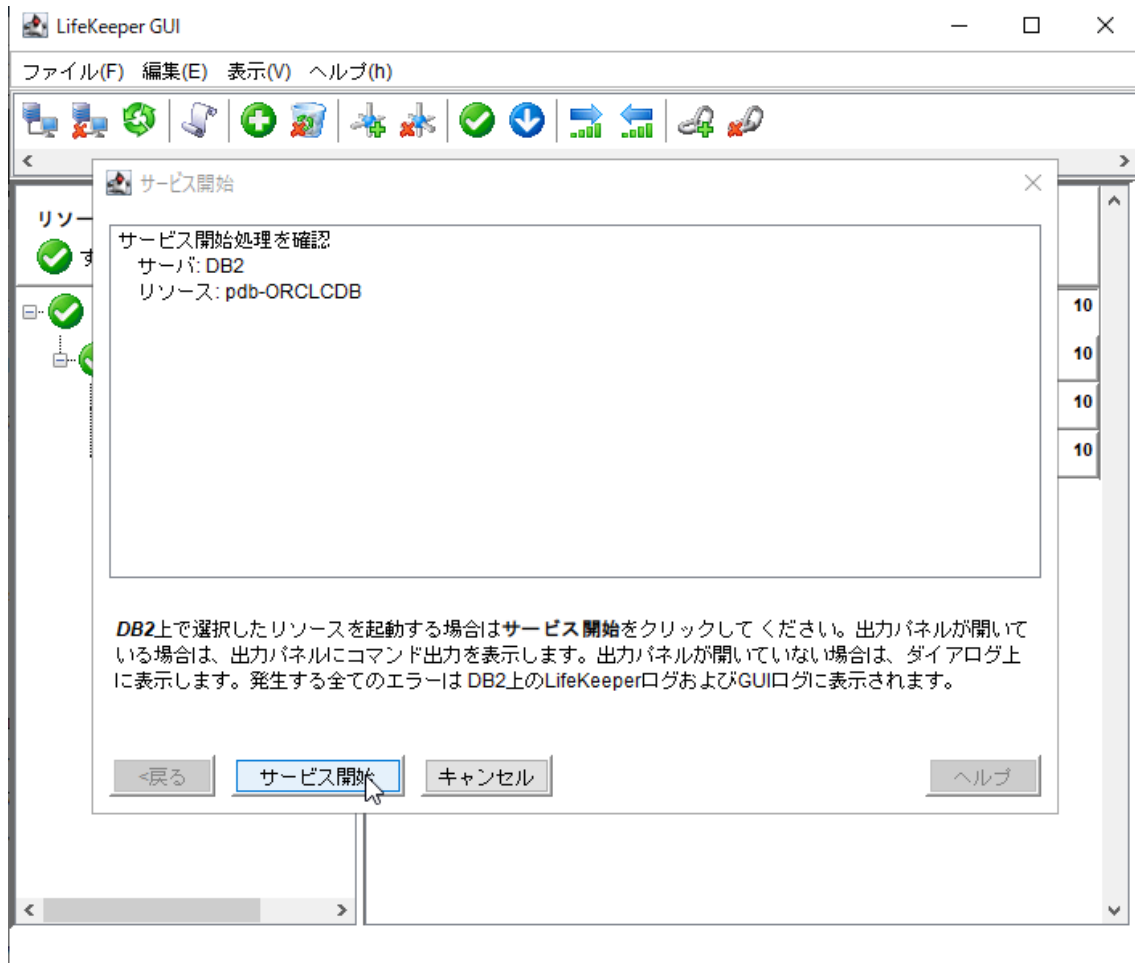 LifeKeeper GUI
ファイル(F) 編集(E) 表示(V) ヘルプ(h)
サービス開始
リソー
す
サービス開始処理を確認
サーバ: DB2
リソース: pdb-ORCLCDB
10
10
10
10
DB2上で選択したリソースを起動する場合はサービス開始をクリックしてください。出力パネルが開いて
いる場合は、出力パネルにコマンド出力を表示します。出力パネルが開いていない場合は、ダイアログ上
に表示します。発生する全てのエラーは DB2上のLifeKeeperログおよびGUIログに表示されます。
<戻る サービス開始 キャンセル ヘルプ